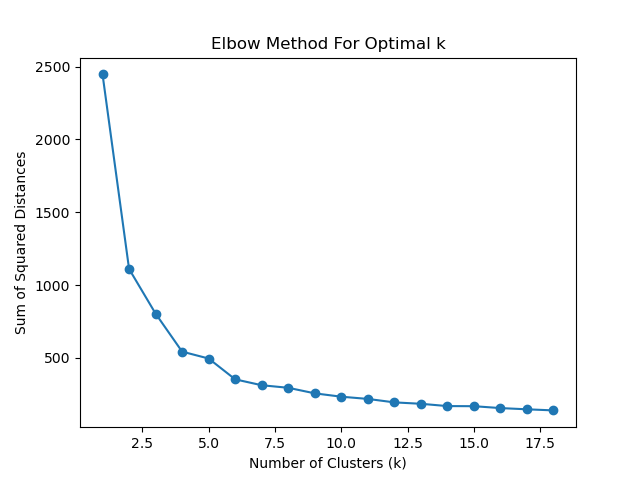 Elbow Method For Optimal k
2500
2000
1500
1000
500
Sum of Squared Distances
2.5 5.0 7.5 10.0 12.5 15.0 17.5
Number of Clusters (k)